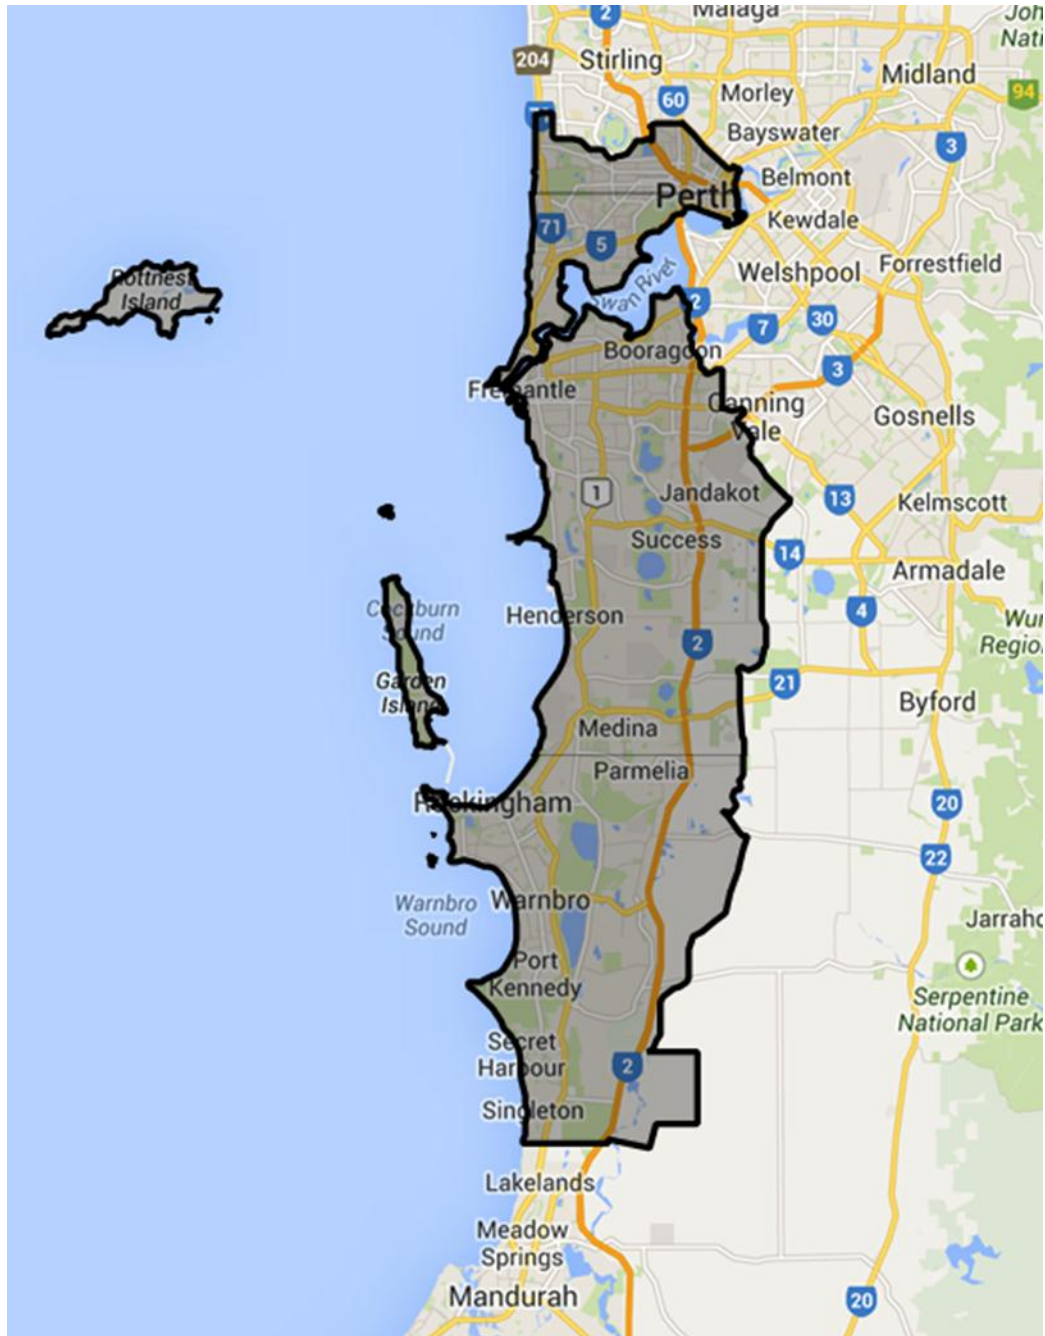 Malaga
2
204
Stirling
Midland
94
60
Morley
Bayswater
3
Belmont
Perth
Kewdale
71
5
Welshpool
Forrestfield
Rottnest
Island
Swan River
2
7
30
Booragoon
3
Fremantle
Canning
Vale
Gosnells
1
Jandakot
13
Kelmscott
Success
14
Armadale
Cockburn
Sound
Henderson
4
2
Garden
Island
21
Byford
Medina
Parmelia
Rockingham
20
22
Warnbro
Sound
Warnbro
Port
Kennedy
Serpentine
National Park
Secret
Harbour
2
Singleton
Lakelands
Meadow
Springs
Mandurah
20